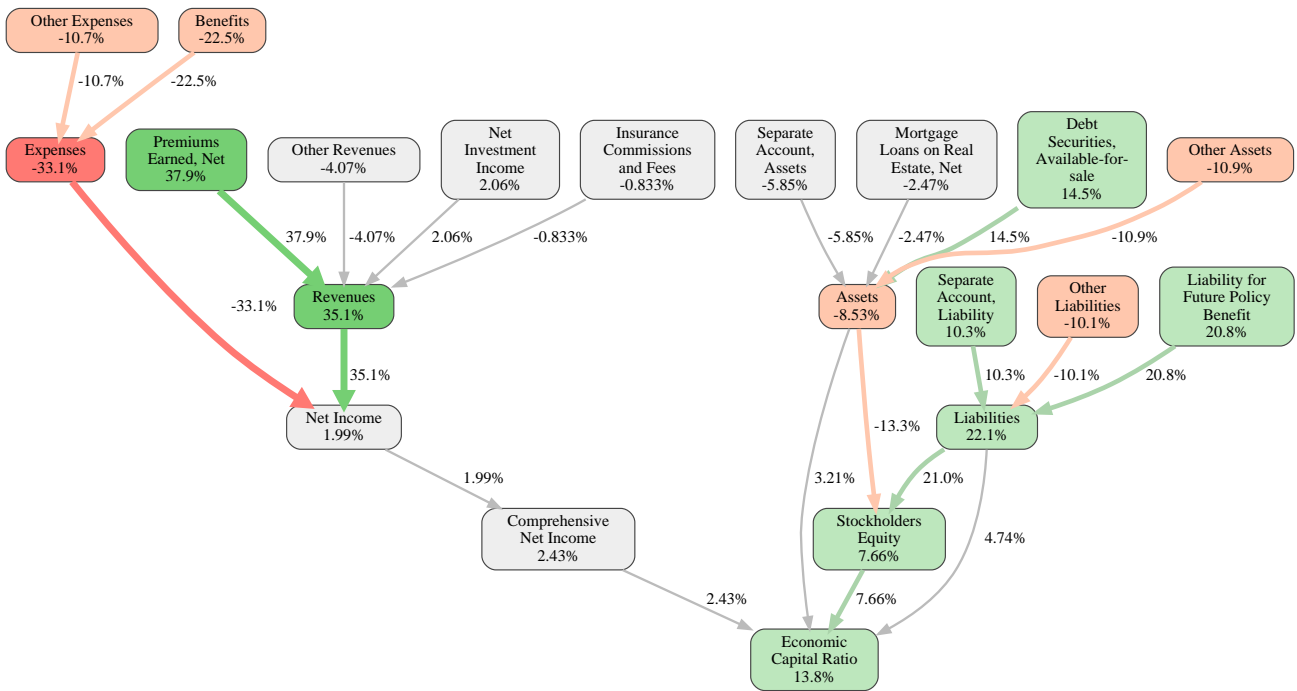 Other Expenses
-10.7%
Benefits
-22.5%
-10.7%
-22.5%
Expenses
-33.1%
Premiums
Earned, Net
37.9%
Other Revenues
-4.07%
Net
Investment
Income
2.06%
Insurance
Commissions
and Fees
-0.833%
Separate
Account,
Assets
-5.85%
Mortgage
Loans on Real
Estate, Net
-2.47%
Debt
Securities,
Available-for-
sale
14.5%
Other Assets
-10.9%
37.9%
-4.07%
2.06%
-0.833%
-5.85%
-2.47%
14.5%
-10.9%
-33.1%
Revenues
35.1%
Assets
-8.53%
Separate
Account,
Liability
10.3%
Other
Liabilities
-10.1%
Liability for
Future Policy
Benefit
20.8%
35.1%
10.3%
-10.1%
20.8%
Net Income
1.99%
-13.3%
Liabilities
22.1%
1.99%
3.21%
21.0%
Comprehensive
Net Income
2.43%
Stockholders
Equity
7.66%
4.74%
2.43%
7.66%
Economic
Capital Ratio
13.8%